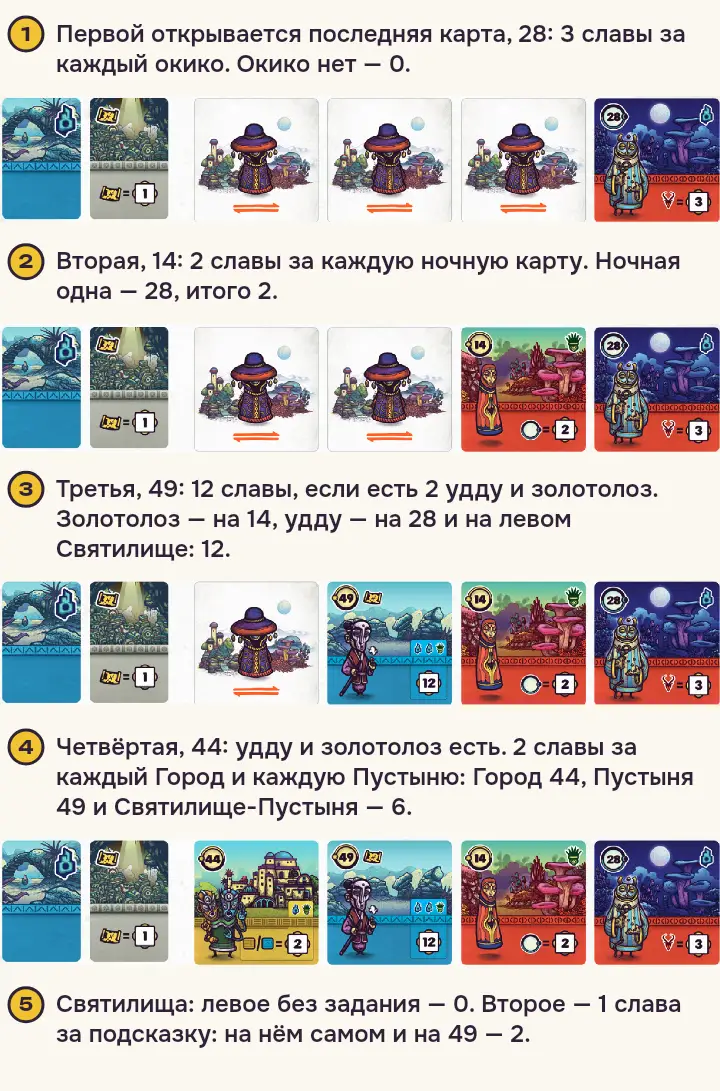 1
Первой открывается последняя карта, 28: 3 славы за
каждый окико. Окико нет — 0.
= 1
28
= 3
2
Вторая, 14: 2 славы за каждую ночную карту. Ночная
одна — 28, итого 2.
= 1
14
= 2
28
= 3
3
Третья, 49: 12 славы, если есть 2 удду и золотолоз.
Золотолоз — на 14, удду — на 28 и на левом
Святилище: 12.
= 1
49
12
14
= 2
28
= 3
4
Четвёртая, 44: удду и золотолоз есть. 2 славы за
каждый Город и каждую Пустыню: Город 44, Пустыня
49 и Святилище-Пустыня — 6.
= 1
44
/ = 2
49
12
14
= 2
28
= 3
5
Святилища: левое без задания — 0. Второе — 1 слава
за подсказку: на нём самом и на 49 — 2.